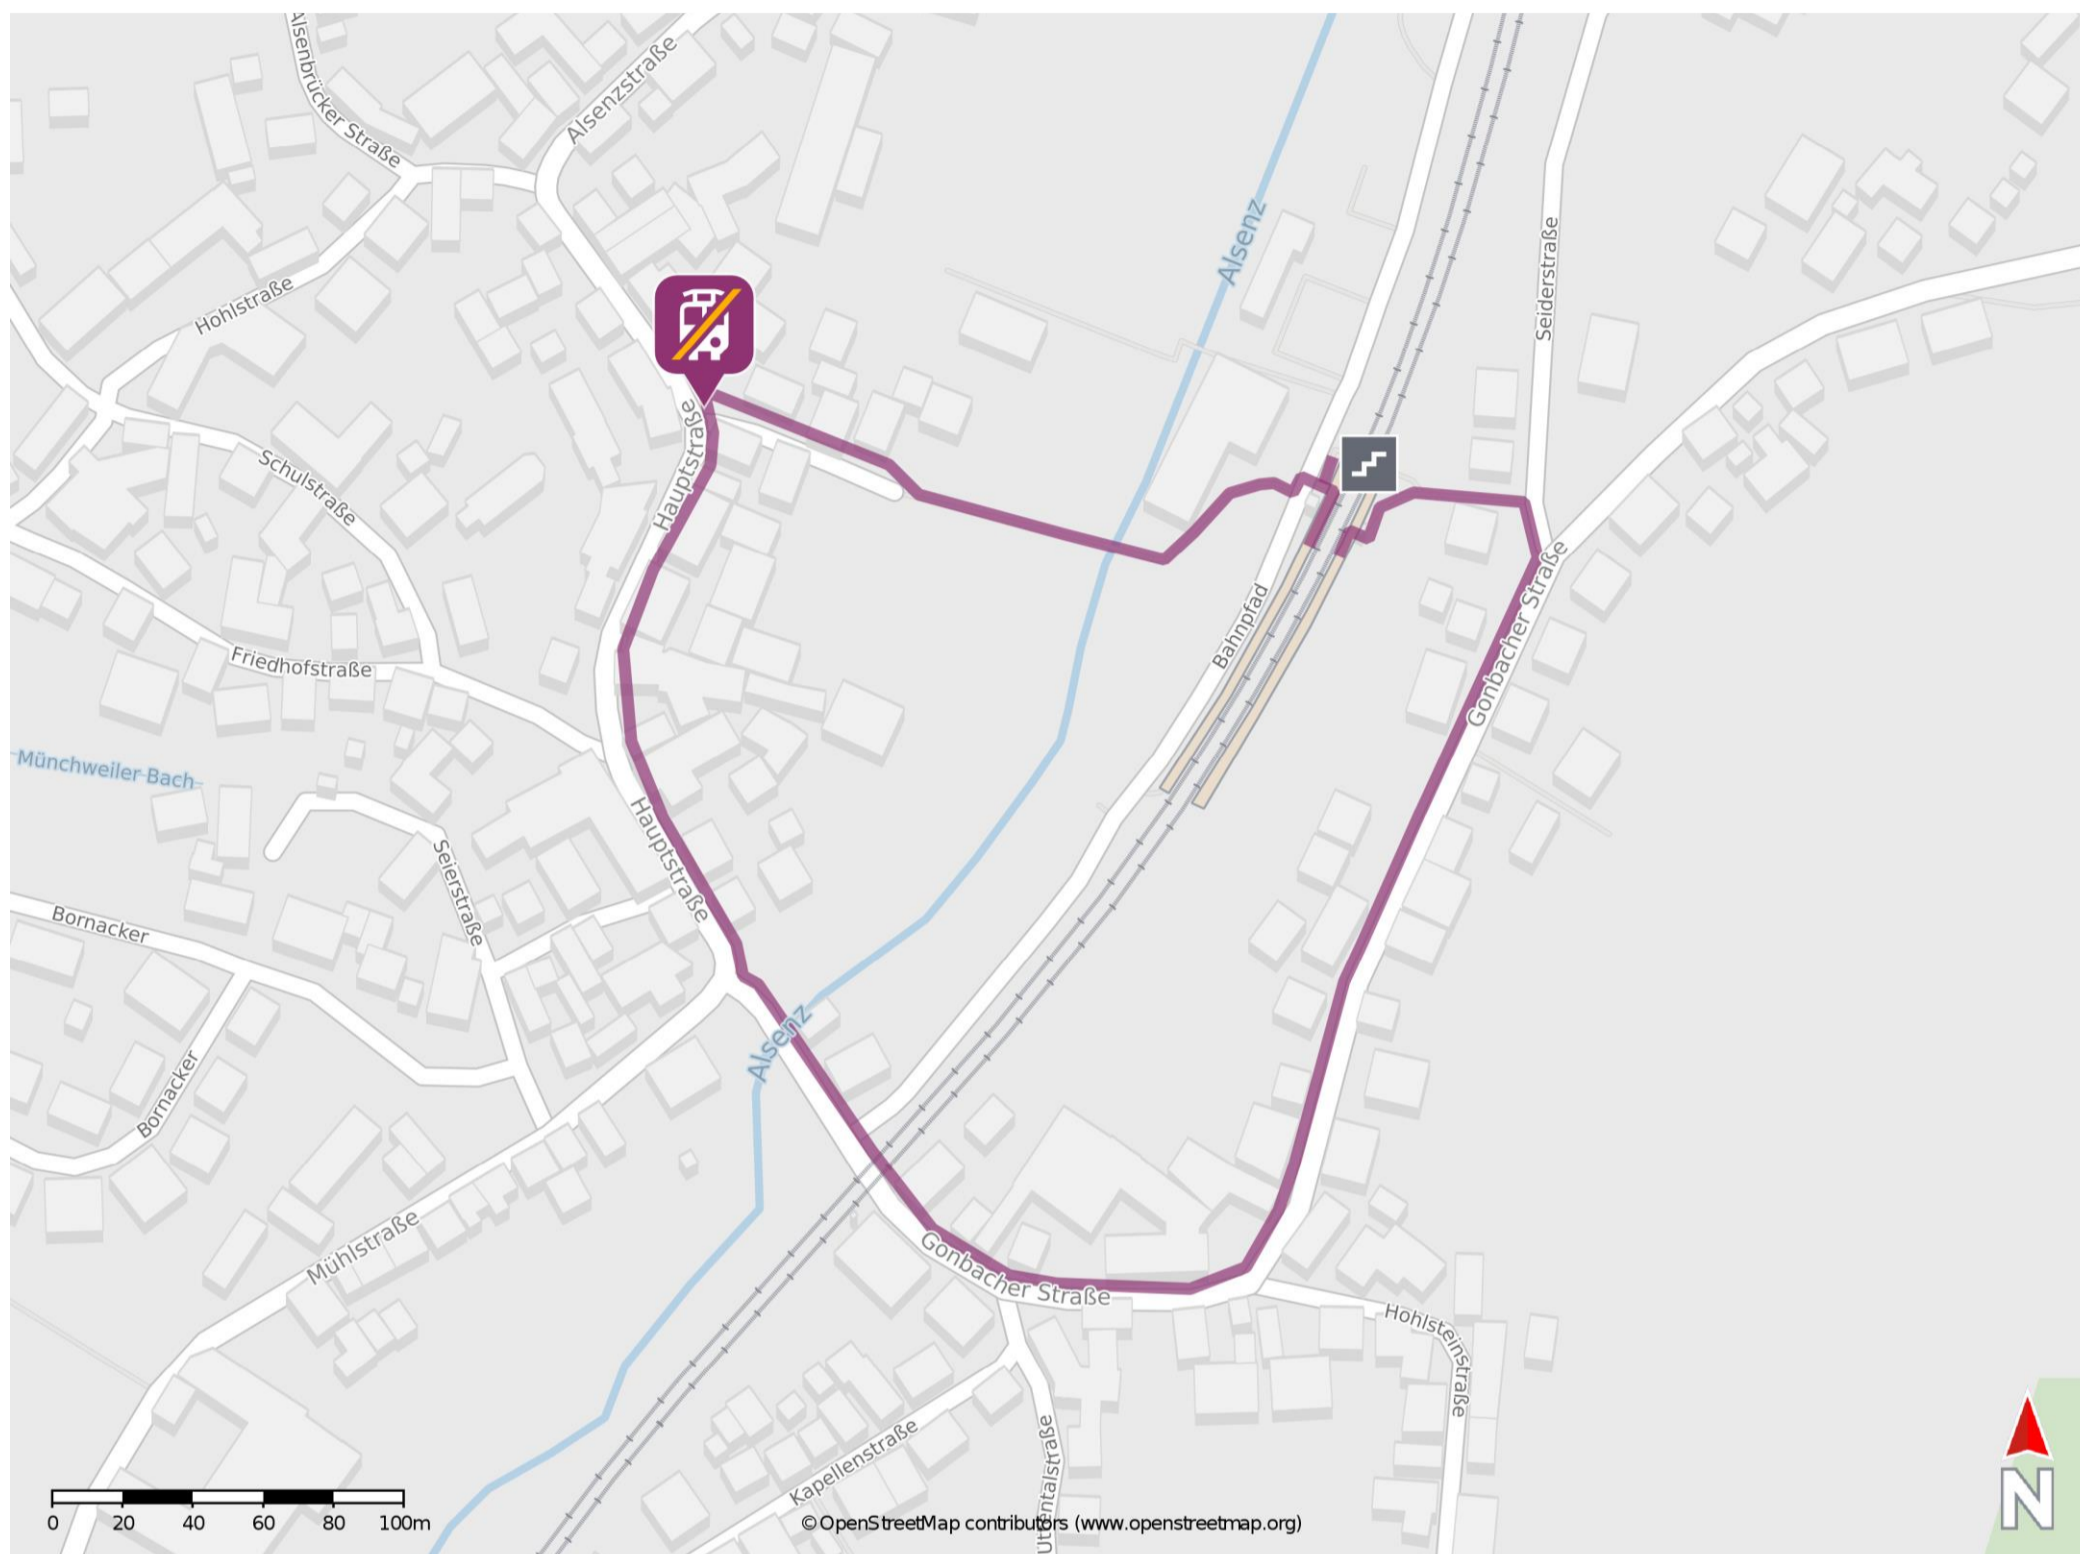 Alsenbrücker Straße
Alsenzstraße
Alsenz
Seiderstraße
Hohlstraße
Hauptstraße
Schulstraße
Bahnpfad
Gonbacher Straße
Friedhofstraße
Münchweiler Bach
Hauptstraße
Seierstraße
Bornacker
Alsenz
Bornacker
Mühlstraße
Gonbacher Straße
Hohlsteinstraße
Kapellenstraße
N
0 20 40 60 80 100m
©OpenStreetMap contributors (www.openstreetmap.org)